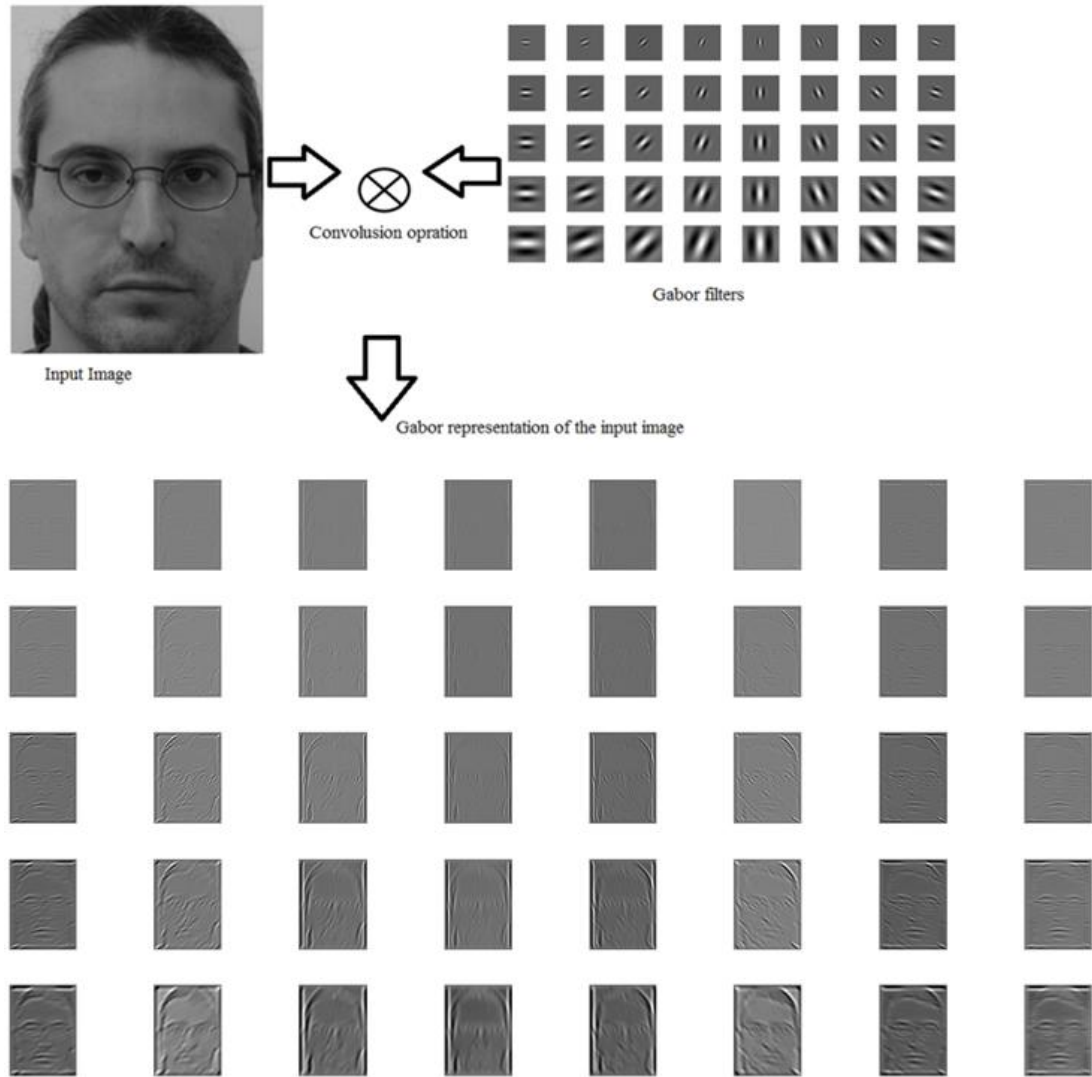 Convolusion opration
Gabor filters
Input Image
Gabor representation of the input image